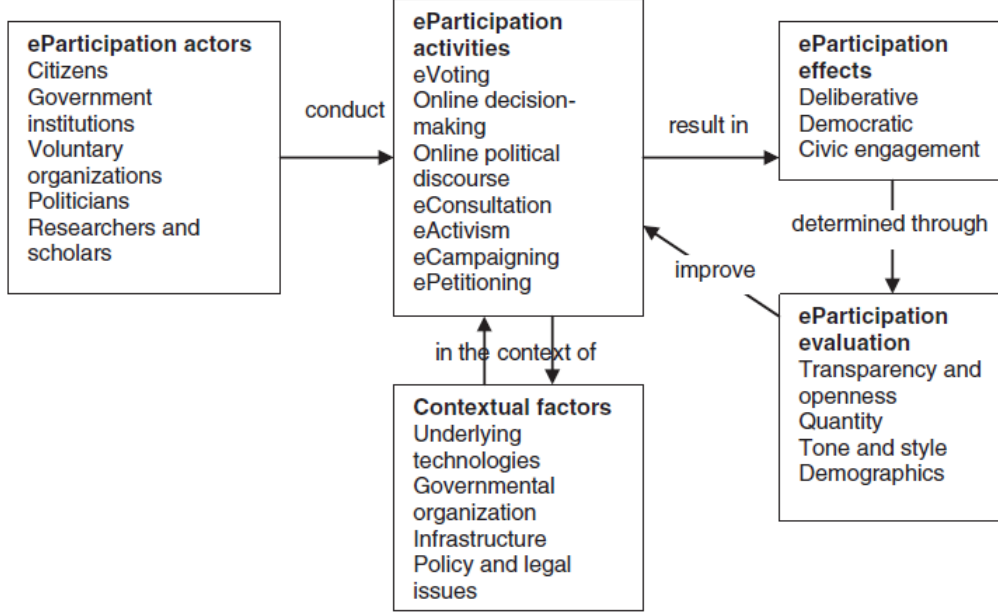 eParticipation actors
Citizens
Government
institutions
Voluntary
organizations
Politicians
Researchers and
scholars
conduct
eParticipation
activities
eVoting
Online decision-
making
Online political
discourse
eConsultation
eActivism
eCampaigning
ePetitioning
result in
eParticipation
effects
Deliberative
Democratic
Civic engagement
determined through
improve
eParticipation
evaluation
Transparency and
openness
Quantity
Tone and style
Demographics
in the context of
Contextual factors
Underlying
technologies
Governmental
organization
Infrastructure
Policy and legal
issues